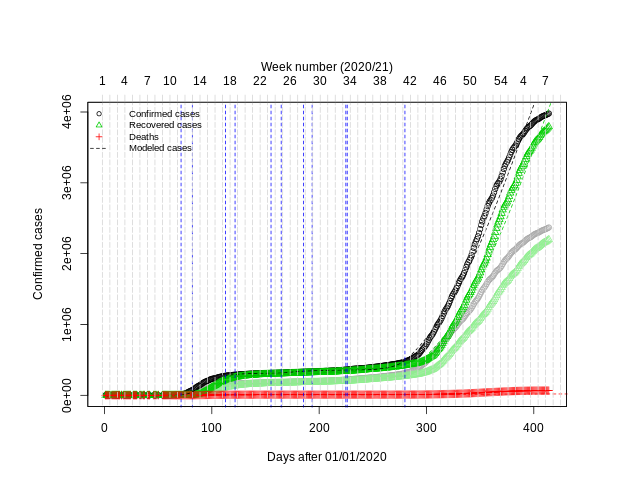 Week number (2020/21)
1 4 7 10 14 18 22 26 30 34 38 42 46 50 54 4 7
Confirmed cases
Recovered cases
Deaths
Modeled cases
Confirmed cases
4e+06
3e+06
2e+06
1e+06
0e+00
0 100 200 300 400
Days after 01/01/2020